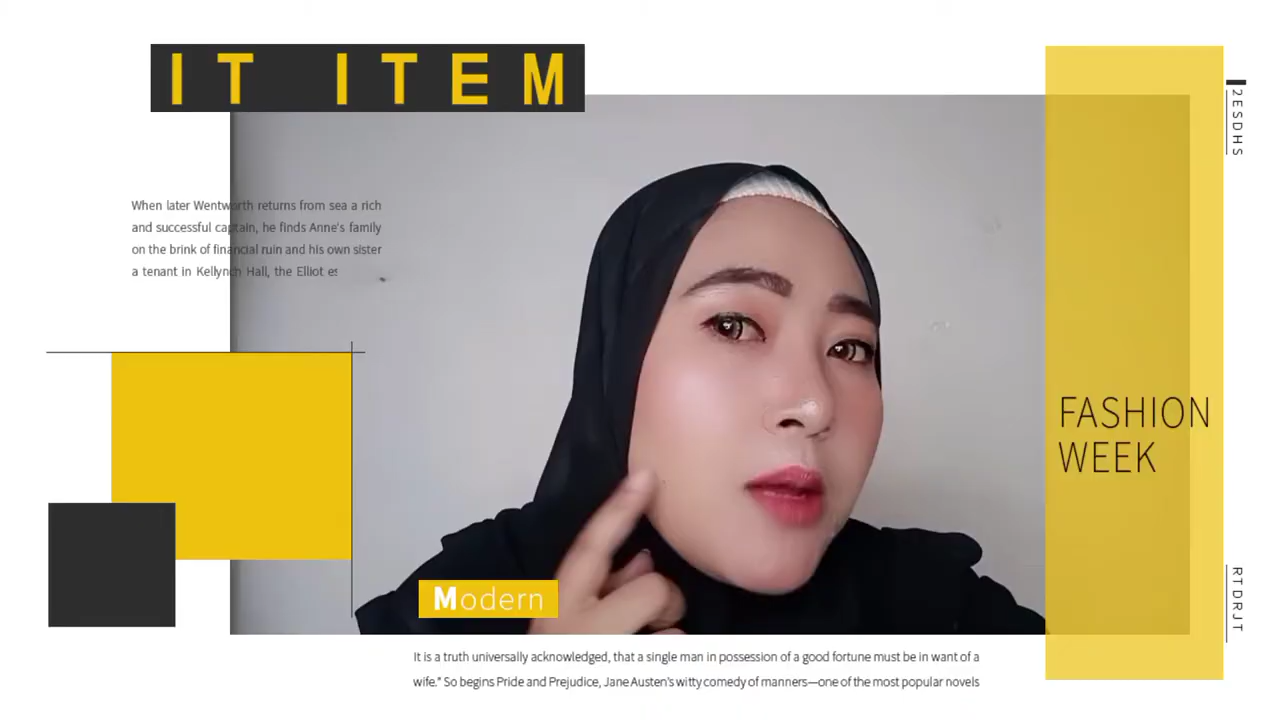 IT ITEM
When later Wentworth returns from sea a rich
and successful captain, he finds Anne's family
on the brink of financial ruin and his own sister
a tenant in Kellynch Hall, the Elliot es
FASHION
WEEK
2ESDHS
RTDRJT
Modern
It is a truth universally acknowledged, that a single man in possession of a good fortune must be in want of a
wife." So begins Pride and Prejudice, Jane Austen's witty comedy of manners—one of the most popular novels